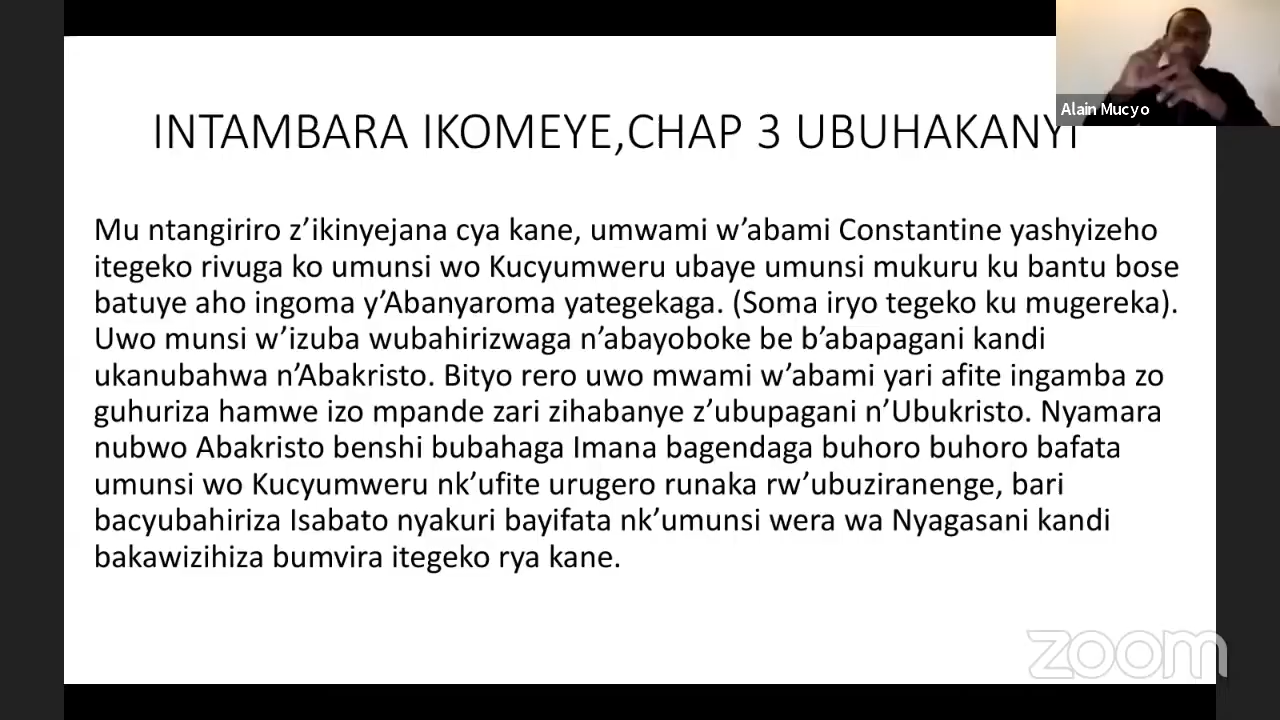 Alain Mucyo
INTAMBARA IKOMEYE,CHAP 3 UBUHAKANYI
Mu ntangiriro z’ikinyejana cya kane, umwami w’abami Constantine yashyizeho
itegeko rivuga ko umunsi wo Kucyumweru ubaye umunsi mukuru ku bantu bose
batuye aho ingoma y’Abanyaroma yategekaga. (Soma iryo tegeko ku mugereka).
Uwo munsi w’izuba wubahirizwaga n’abayoboke be b’abapagani kandi
ukanubahwa n’Abakristo. Bityo rero uwo mwami w’abami yari afite ingamba zo
guhuriza hamwe izo mpande zari zihabanye z’ubupagani n’Ubukristo. Nyamara
nubwo Abakristo benshi bubahaga Imana bagendaga buhoro buhoro bafata
umunsi wo Kucyumweru nk’ufite urugero runaka rw’ubuziranenge, bari
bacyubahiriza Isabato nyakuri bayifata nk’umunsi wera wa Nyagasani kandi
bakawizihiza bumvira itegeko rya kane.
zoom